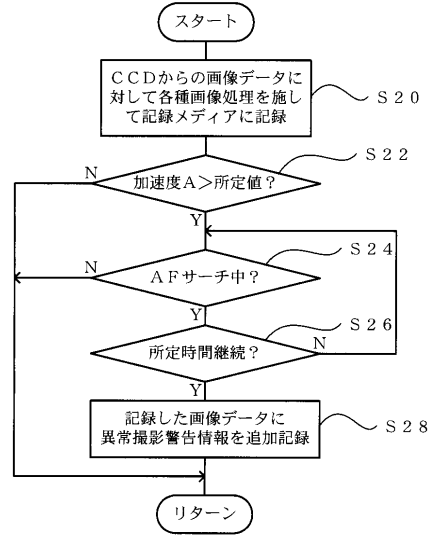 スタート
ＣＣＤからの画像データに
対して各種画像処理を施し
て記録メディアに記録
Ｓ２０
Ｓ２２
Ｎ
加速度Ａ＞所定値？
Ｙ
Ｓ２４
Ｎ
ＡＦサーチ中？
Ｙ
Ｓ２６
所定時間継続？
Ｎ
Ｙ
記録した画像データに
異常撮影警告情報を追加記録
Ｓ２８
リターン